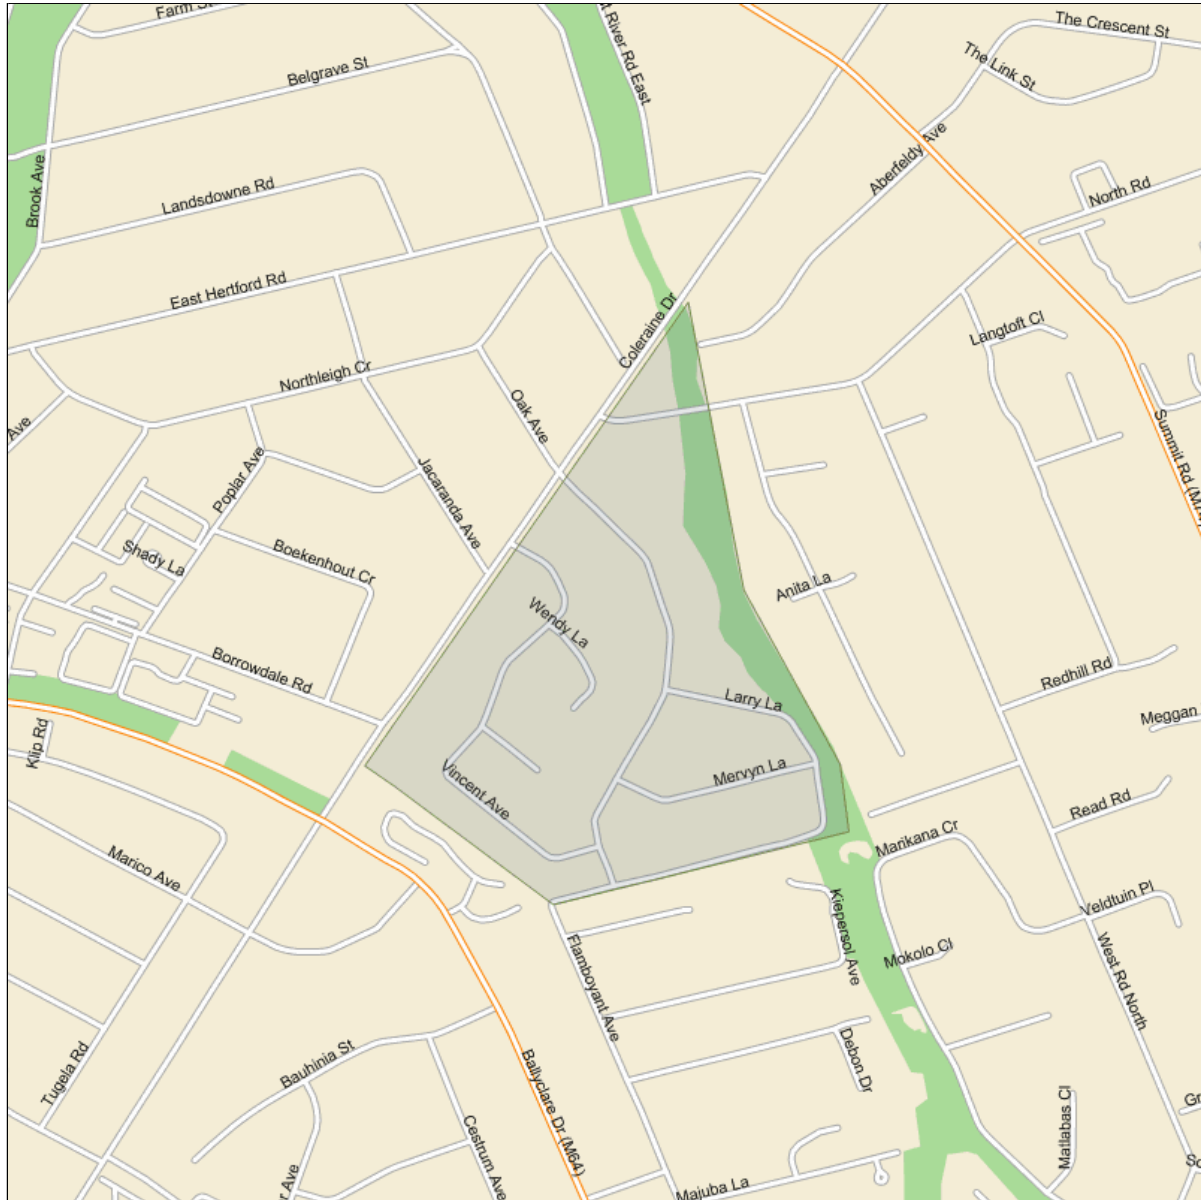 Farm St
t River Rd East
The Crescent St
The Link St
Belgrave St
Aberfeldy Ave
Brook Ave
Landsdowne Rd
North Rd
East Hertford Rd
Coleraine Dr
Langtoft Cl
Northleigh Cr
Oak Ave
Ave
Summit Rd (M74)
Poplar Ave
Jacaranda Ave
Shady La
Boekenhout Cr
Anita La
Wendy La
Borrowdale Rd
Redhill Rd
Larry La
Meggan
Klip Rd
Vincent Ave
Mervyn La
Read Rd
Marikana Cr
Marico Ave
Veldtuin Pl
Kiepersol Ave
Flamboyant Ave
Mokolo Cl
West Rd North
Tugela Rd
Bauhinia St
Ballyclare Dr (M64)
Debon Dr
Matlabas Cl
Gr
Cestrum Ave
r Ave
Majuba La
So